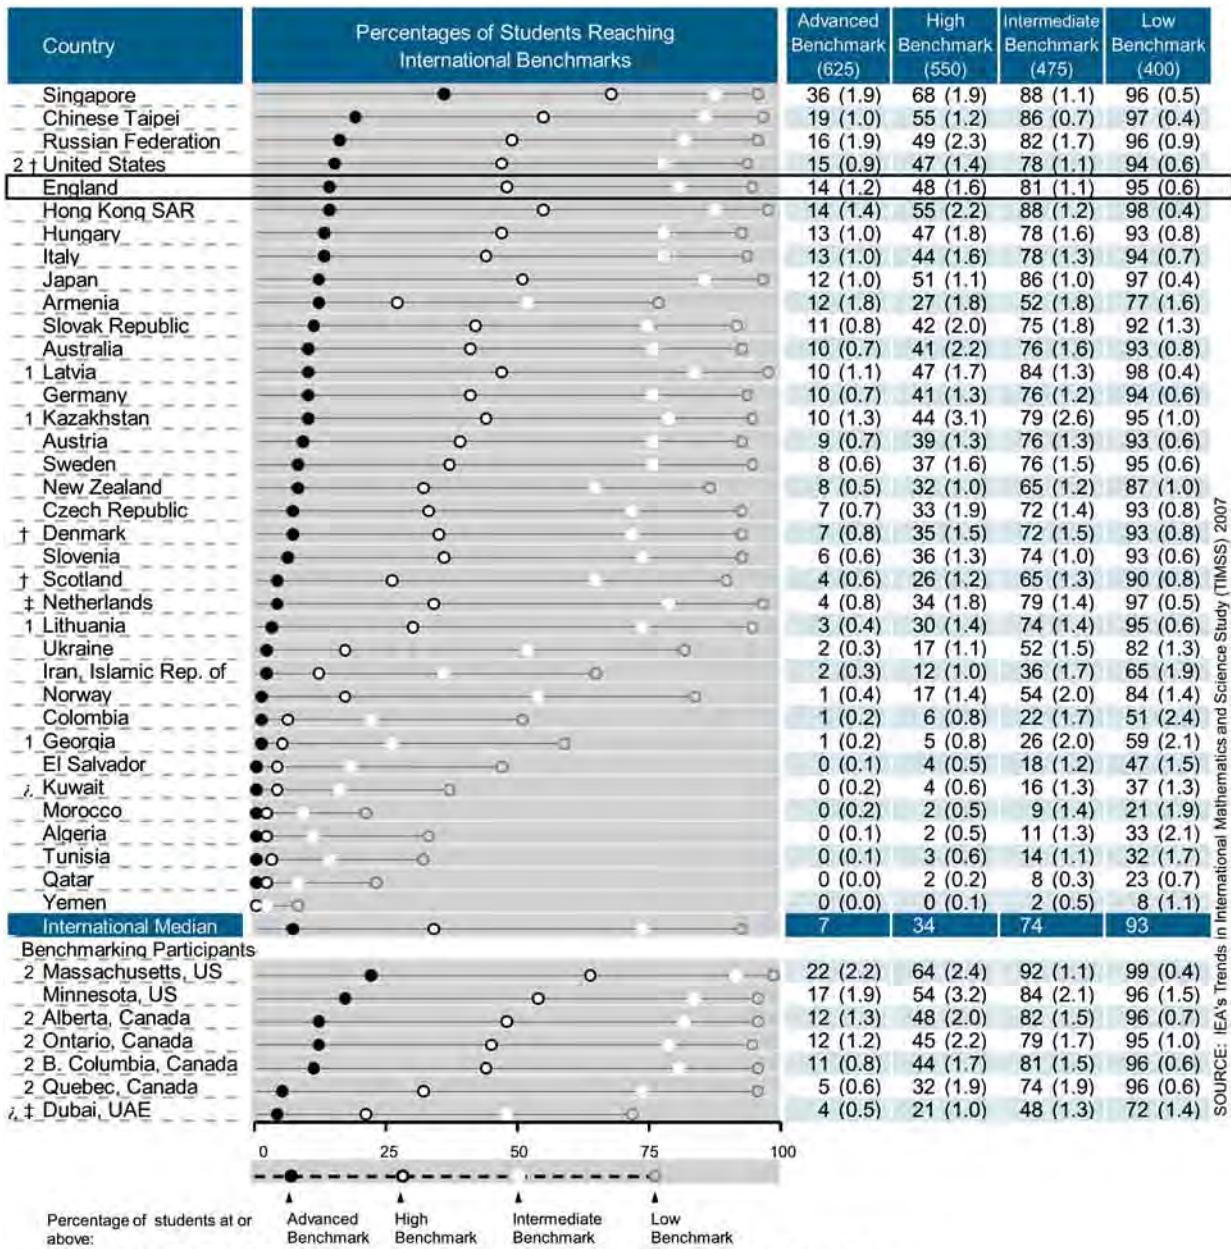 Country
Percentages of Students Reaching
International Benchmarks
Advanced Benchmark (625)
High Benchmark (550)
Intermediate Benchmark (475)
Low Benchmark (400)
Singapore 36 (1.9) 68 (1.9) 88 (1.1) 96 (0.5)
Chinese Taipei 19 (1.0) 55 (1.2) 86 (0.7) 97 (0.4)
Russian Federation 16 (1.9) 49 (2.3) 82 (1.7) 96 (0.9)
2 † United States 15 (0.9) 47 (1.4) 78 (1.1) 94 (0.6)
England 14 (1.2) 48 (1.6) 81 (1.1) 95 (0.6)
Hong Kong SAR 14 (1.4) 55 (2.2) 88 (1.2) 98 (0.4)
Hungary 13 (1.0) 47 (1.8) 78 (1.6) 93 (0.8)
Italy 13 (1.0) 44 (1.6) 78 (1.3) 94 (0.7)
Japan 12 (1.0) 51 (1.1) 86 (1.0) 97 (0.4)
Armenia 12 (1.8) 27 (1.8) 52 (1.8) 77 (1.6)
Slovak Republic 11 (0.8) 42 (2.0) 75 (1.8) 92 (1.3)
Australia 10 (0.7) 41 (2.2) 76 (1.6) 93 (0.8)
1 Latvia 10 (1.1) 47 (1.7) 84 (1.3) 98 (0.4)
Germany 10 (0.7) 41 (1.3) 76 (1.2) 94 (0.6)
1 Kazakhstan 10 (1.3) 44 (3.1) 79 (2.6) 95 (1.0)
Austria 9 (0.7) 39 (1.3) 76 (1.3) 93 (0.6)
Sweden 8 (0.6) 37 (1.6) 76 (1.5) 95 (0.6)
New Zealand 8 (0.5) 32 (1.0) 65 (1.2) 87 (1.0)
Czech Republic 7 (0.7) 33 (1.9) 72 (1.4) 93 (0.8)
† Denmark 7 (0.8) 35 (1.5) 72 (1.5) 93 (0.8)
Slovenia 6 (0.6) 36 (1.3) 74 (1.0) 93 (0.6)
† Scotland 4 (0.6) 26 (1.2) 65 (1.3) 90 (0.8)
‡ Netherlands 4 (0.8) 34 (1.8) 79 (1.4) 97 (0.5)
1 Lithuania 3 (0.4) 30 (1.4) 74 (1.4) 95 (0.6)
Ukraine 2 (0.3) 17 (1.1) 52 (1.5) 82 (1.3)
Iran, Islamic Rep. of 2 (0.3) 12 (1.0) 36 (1.7) 65 (1.9)
Norway 1 (0.4) 17 (1.4) 54 (2.0) 84 (1.4)
Colombia 1 (0.2) 6 (0.8) 22 (1.7) 51 (2.4)
1 Georgia 1 (0.2) 5 (0.8) 26 (2.0) 59 (2.1)
El Salvador 0 (0.1) 4 (0.5) 18 (1.2) 47 (1.5)
¿ Kuwait 0 (0.2) 4 (0.6) 16 (1.3) 37 (1.3)
Morocco 0 (0.2) 2 (0.5) 9 (1.4) 21 (1.9)
Algeria 0 (0.1) 2 (0.5) 11 (1.3) 33 (2.1)
Tunisia 0 (0.1) 3 (0.6) 14 (1.1) 32 (1.7)
Qatar 0 (0.0) 2 (0.2) 8 (0.3) 23 (0.7)
Yemen 0 (0.0) 0 (0.1) 2 (0.5) 8 (1.1)
International Median 7 34 74 93
Benchmarking Participants
2 Massachusetts, US 22 (2.2) 64 (2.4) 92 (1.1) 99 (0.4)
Minnesota, US 17 (1.9) 54 (3.2) 84 (2.1) 96 (1.5)
2 Alberta, Canada 12 (1.3) 48 (2.0) 82 (1.5) 96 (0.7)
2 Ontario, Canada 12 (1.2) 45 (2.2) 79 (1.7) 95 (1.0)
2 B. Columbia, Canada 11 (0.8) 44 (1.7) 81 (1.5) 96 (0.6)
2 Quebec, Canada 5 (0.6) 32 (1.9) 74 (1.9) 96 (0.6)
¿ ‡ Dubai, UAE 4 (0.5) 21 (1.0) 48 (1.3) 72 (1.4)
0 25 50 75 100
Percentage of students at or
above:
Advanced Benchmark
High Benchmark
Intermediate Benchmark
Low Benchmark
SOURCE: IEA's Trends in International Mathematics and Science Study (TIMSS) 2007